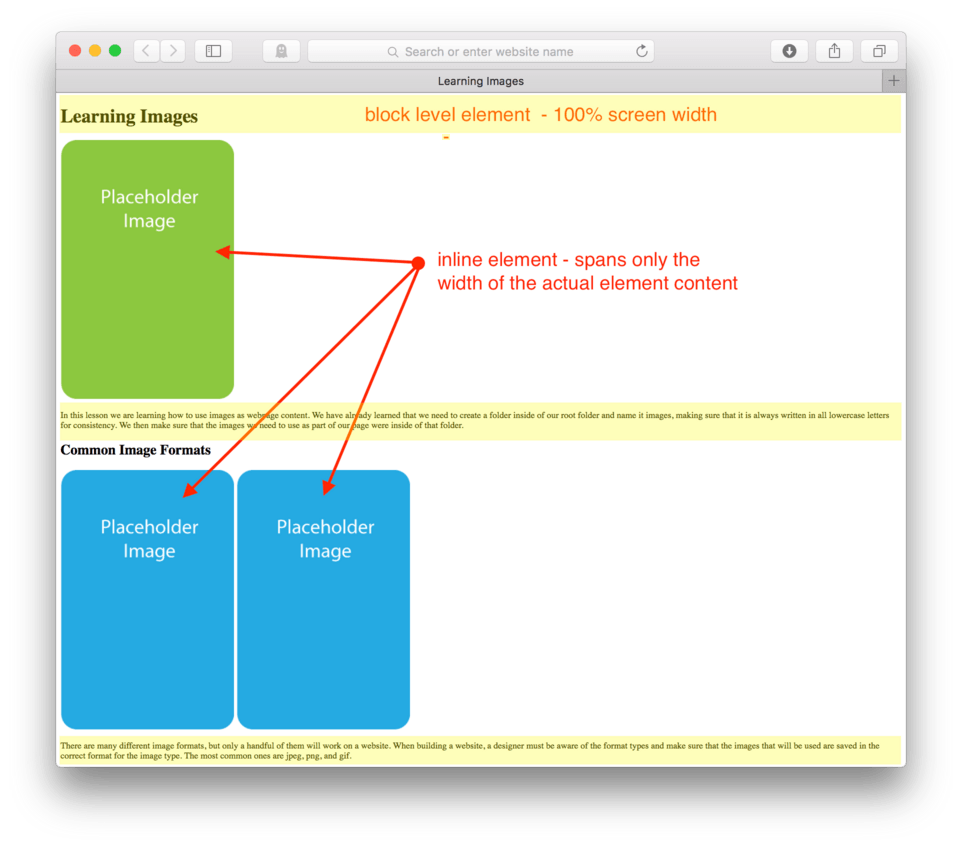 Search or enter website name
Learning Images
Learning Images
block level element - 100% screen width
Placeholder
Image
inline element - spans only the
width of the actual element content
In this lesson we are learning how to use images as webpage content. We have already learned that we need to create a folder inside of our root folder and name it images, making sure that it is always written in all lowercase letters
for consistency. We then make sure that the images we need to use as part of our page were inside of that folder.
Common Image Formats
Placeholder
Image
Placeholder
Image
There are many different image formats, but only a handful of them will work on a website. When building a website, a designer must be aware of the format types and make sure that the images that will be used are saved in the
correct format for the image type. The most common ones are jpeg, png, and gif.